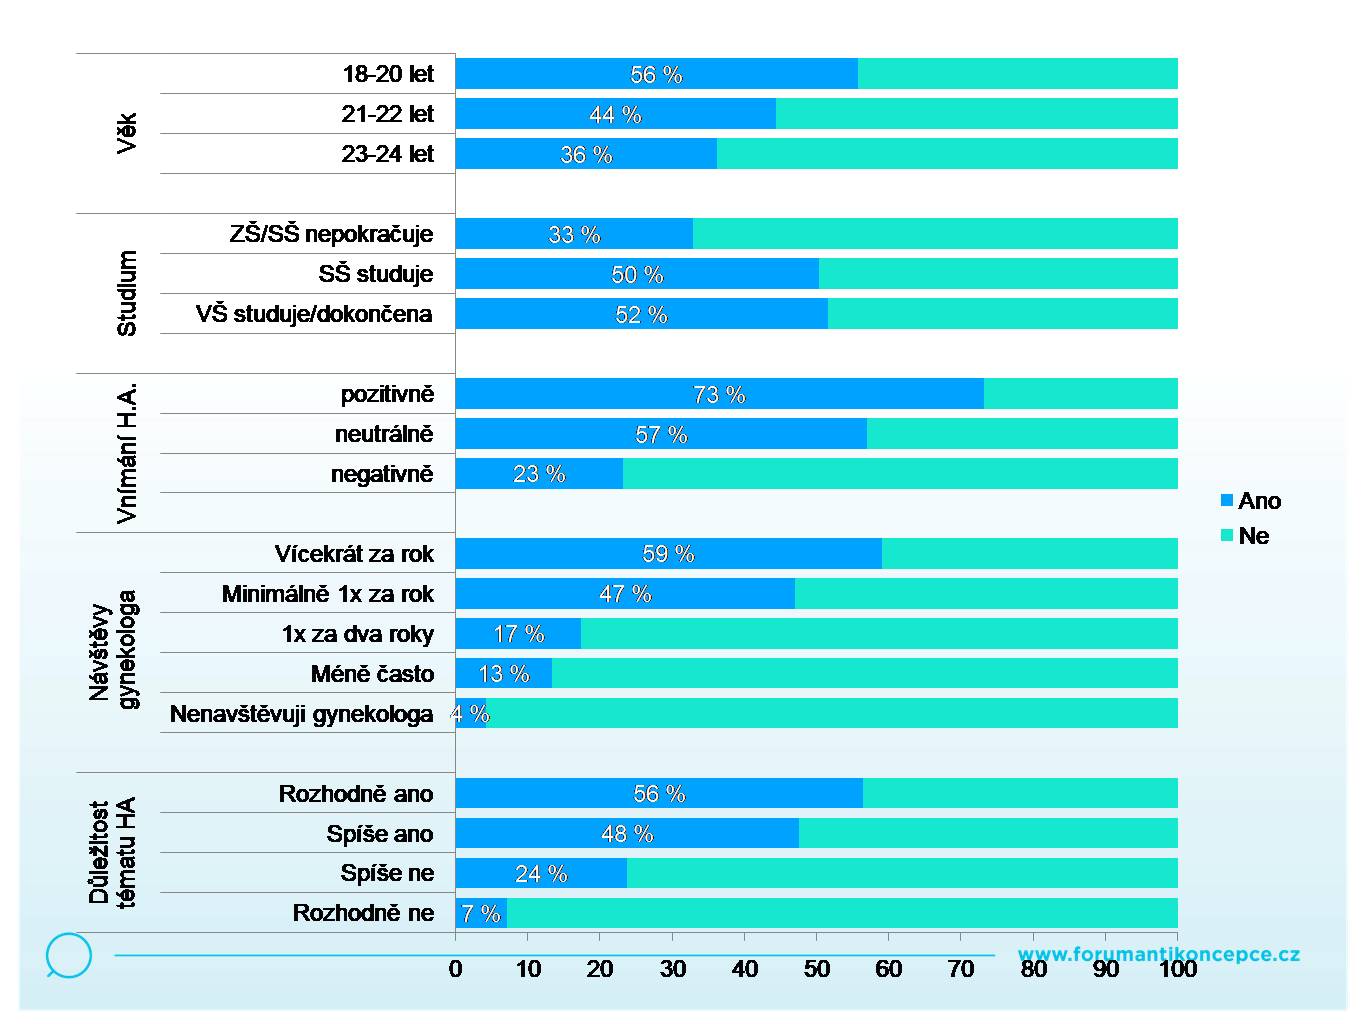 Věk
18-20 let
56 %
21-22 let
44 %
23-24 let
36 %
Studium
ZŠ/SŠ nepokračuje
33 %
SŠ studuje
50 %
VŠ studuje/dokončena
52 %
Vnímání H.A.
pozitivně
73 %
neutrálně
57 %
negativně
23 %
Ano
Ne
Návštěvy
gynekologa
Vícekrát za rok
59 %
Minimálně 1x za rok
47 %
1x za dva roky
17 %
Méně často
13 %
Nenavštěvuji gynekologa
4 %
Důležitost
tématu HA
Rozhodně ano
56 %
Spíše ano
48 %
Spíše ne
24 %
Rozhodně ne
7 %
0 10 20 30 40 50 60 70 80 90 100
www.forumantikoncepce.cz